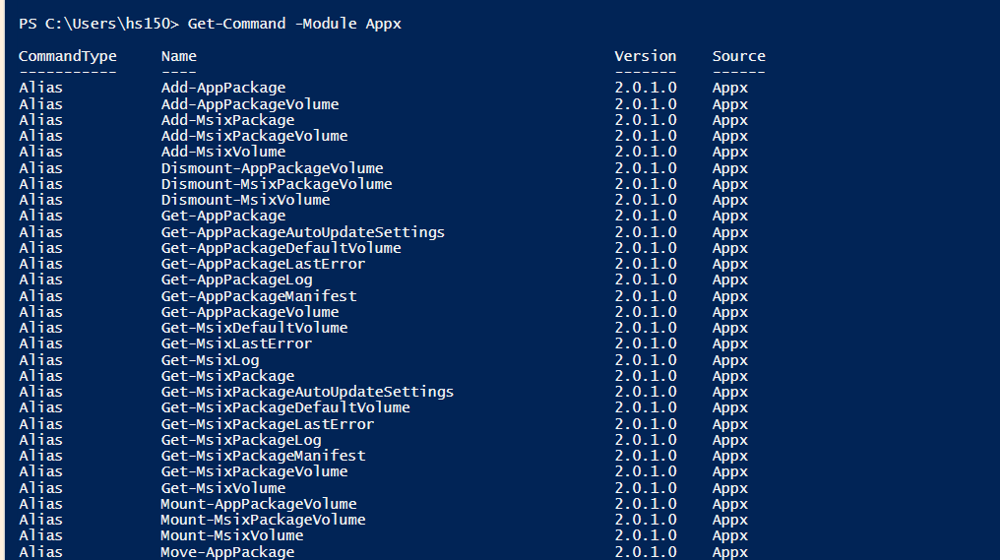 PS C:\Users\hs150> Get-Command -Module Appx
CommandType Name Version Source
----------- ---- ------- ------
Alias Add-AppPackage 2.0.1.0 Appx
Alias Add-AppPackageVolume 2.0.1.0 Appx
Alias Add-MsixPackage 2.0.1.0 Appx
Alias Add-MsixPackageVolume 2.0.1.0 Appx
Alias Add-MsixVolume 2.0.1.0 Appx
Alias Dismount-AppPackageVolume 2.0.1.0 Appx
Alias Dismount-MsixPackageVolume 2.0.1.0 Appx
Alias Dismount-MsixVolume 2.0.1.0 Appx
Alias Get-AppPackage 2.0.1.0 Appx
Alias Get-AppPackageAutoUpdateSettings 2.0.1.0 Appx
Alias Get-AppPackageDefaultVolume 2.0.1.0 Appx
Alias Get-AppPackageLastError 2.0.1.0 Appx
Alias Get-AppPackageLog 2.0.1.0 Appx
Alias Get-AppPackageManifest 2.0.1.0 Appx
Alias Get-AppPackageVolume 2.0.1.0 Appx
Alias Get-MsixDefaultVolume 2.0.1.0 Appx
Alias Get-MsixLastError 2.0.1.0 Appx
Alias Get-MsixLog 2.0.1.0 Appx
Alias Get-MsixPackage 2.0.1.0 Appx
Alias Get-MsixPackageAutoUpdateSettings 2.0.1.0 Appx
Alias Get-MsixPackageDefaultVolume 2.0.1.0 Appx
Alias Get-MsixPackageLastError 2.0.1.0 Appx
Alias Get-MsixPackageLog 2.0.1.0 Appx
Alias Get-MsixPackageManifest 2.0.1.0 Appx
Alias Get-MsixPackageVolume 2.0.1.0 Appx
Alias Get-MsixVolume 2.0.1.0 Appx
Alias Mount-AppPackageVolume 2.0.1.0 Appx
Alias Mount-MsixPackageVolume 2.0.1.0 Appx
Alias Mount-MsixVolume 2.0.1.0 Appx
Alias Move-AppPackage 2.0.1.0 Appx